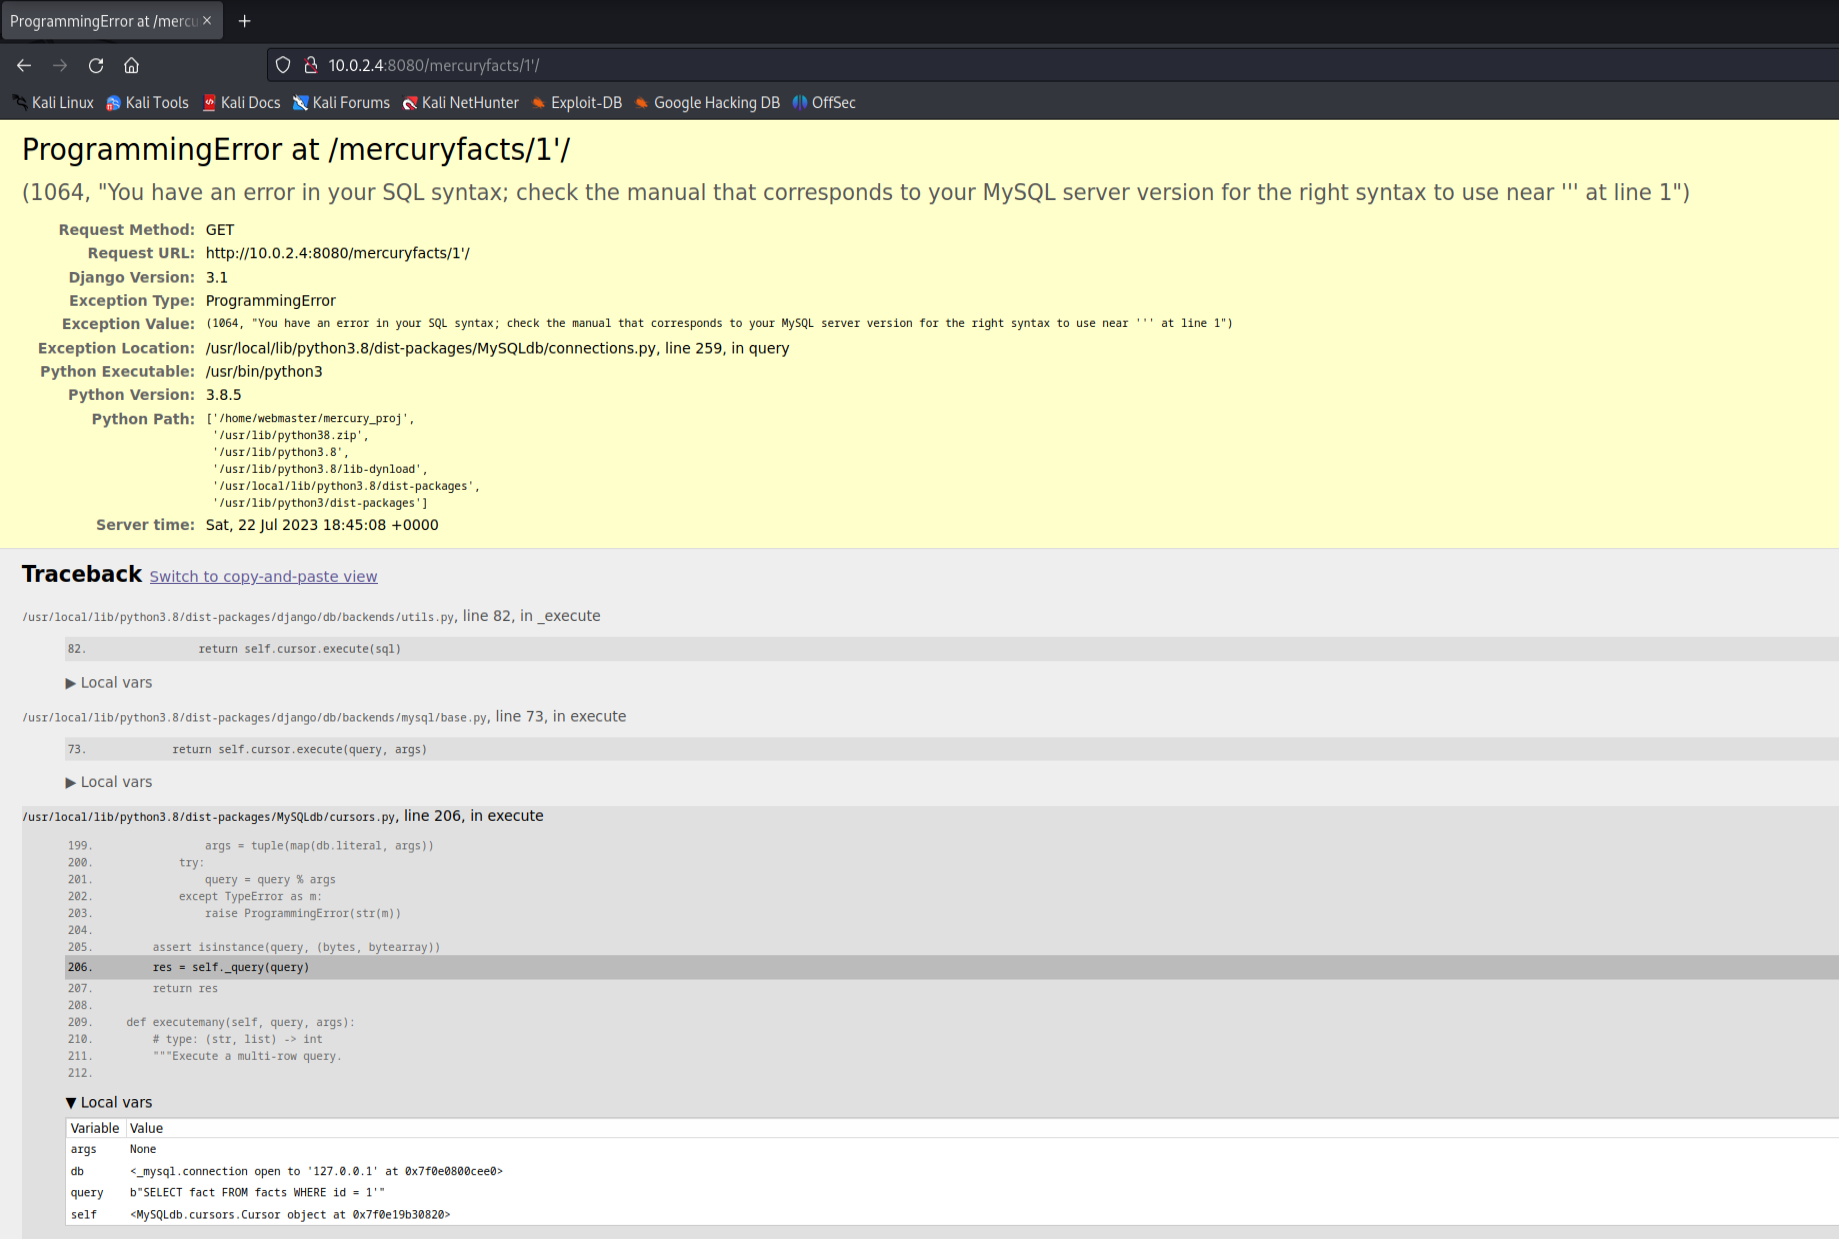 ProgrammingError at /mercu
10.0.2.4:8080/mercuryfacts/1'/
Kali Linux Kali Tools Kali Docs Kali Forums Kali NetHunter Exploit-DB Google Hacking DB OffSec
ProgrammingError at /mercuryfacts/1'/
(1064, "You have an error in your SQL syntax; check the manual that corresponds to your MySQL server version for the right syntax to use near ''' at line 1")
Request Method: GET
Request URL: http://10.0.2.4:8080/mercuryfacts/1'/
Django Version: 3.1
Exception Type: ProgrammingError
Exception Value: (1064, "You have an error in your SQL syntax; check the manual that corresponds to your MySQL server version for the right syntax to use near ''' at line 1")
Exception Location: /usr/local/lib/python3.8/dist-packages/MySQLdb/connections.py, line 259, in query
Python Executable: /usr/bin/python3
Python Version: 3.8.5
Python Path: ['/home/webmaster/mercury_proj',
'/usr/lib/python38.zip',
'/usr/lib/python3.8',
'/usr/lib/python3.8/lib-dynload',
'/usr/local/lib/python3.8/dist-packages',
'/usr/lib/python3/dist-packages']
Server time: Sat, 22 Jul 2023 18:45:08 +0000
Traceback Switch to copy-and-paste view
/usr/local/lib/python3.8/dist-packages/django/db/backends/utils.py, line 82, in _execute
82. return self.cursor.execute(sql)
▶ Local vars
/usr/local/lib/python3.8/dist-packages/django/db/backends/mysql/base.py, line 73, in execute
73. return self.cursor.execute(query, args)
▶ Local vars
/usr/local/lib/python3.8/dist-packages/MySQLdb/cursors.py, line 206, in execute
199. args = tuple(map(db.literal, args))
200. try:
201. query = query % args
202. except TypeError as m:
203. raise ProgrammingError(str(m))
204.
205. assert isinstance(query, (bytes, bytearray))
206. res = self._query(query)
207. return res
208.
209. def executemany(self, query, args):
210. # type: (str, list) -> int
211. """Execute a multi-row query.
212.
▼ Local vars
Variable Value
args None
db <_mysql.connection open to '127.0.0.1' at 0x7f0e0800cee0>
query b"SELECT fact FROM facts WHERE id = 1'"
self <MySQLdb.cursors.Cursor object at 0x7f0e19b30820>